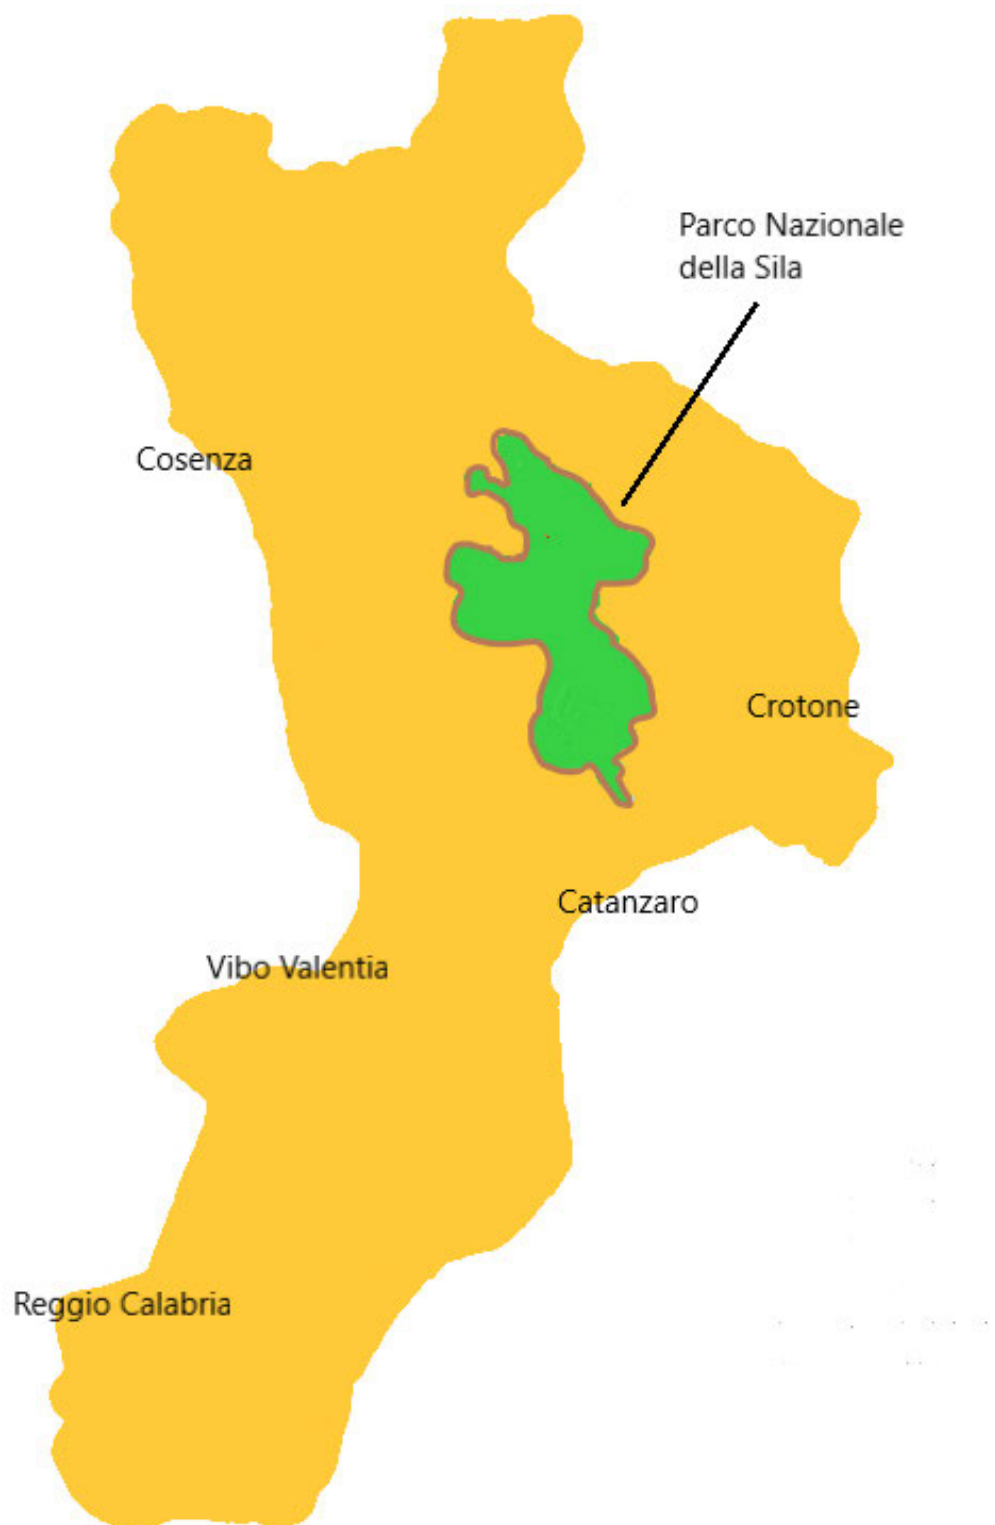 Parco Nazionale
della Sila
Cosenza
Crotone
Catanzaro
Vibo Valentia
Reggio Calabria